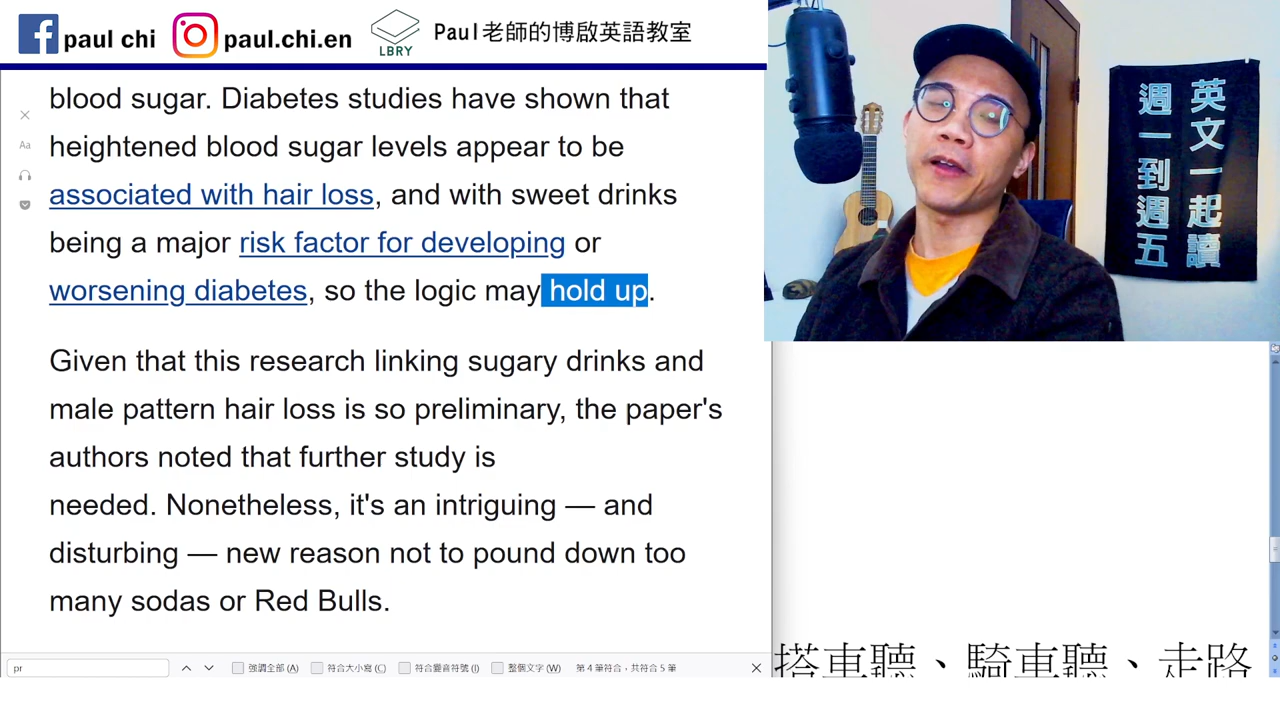 paul chi
paul.chi.en
LBRY
Paul老師的博啟英語教室
blood sugar. Diabetes studies have shown that
heightened blood sugar levels appear to be
associated with hair loss, and with sweet drinks
being a major risk factor for developing or
worsening diabetes, so the logic may hold up.
Given that this research linking sugary drinks and
male pattern hair loss is so preliminary, the paper's
authors noted that further study is
needed. Nonetheless, it's an intriguing — and
disturbing — new reason not to pound down too
many sodas or Red Bulls.
Aa
英文一起讀
週一到週五
pr
強調全部(A)
符合大小寫(C)
符合變音符號(I)
整個文字(W)
第 4 筆符合，共符合 5 筆
搭車聽、騎車聽、走路